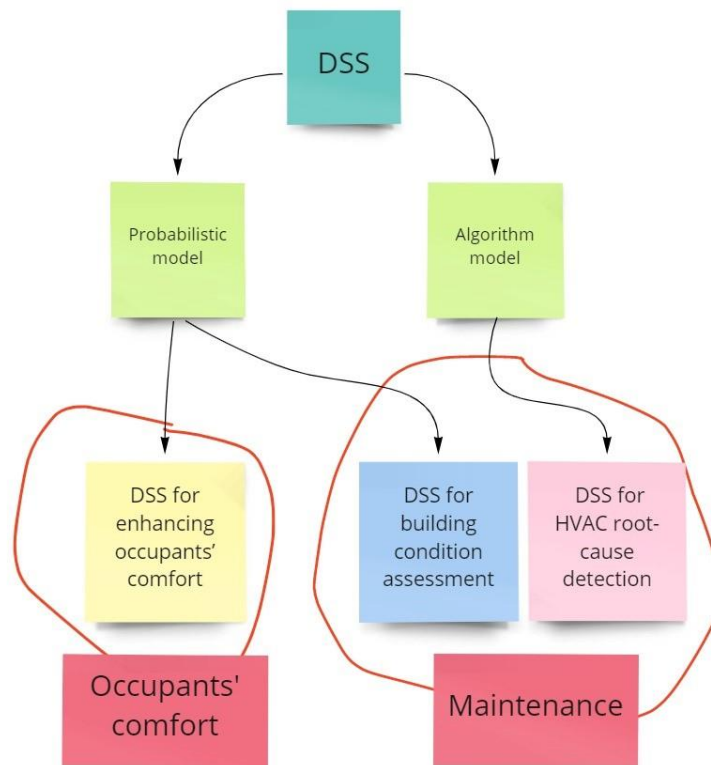 DSS
Probabilistic
model
Algorithm
model
DSS for
enhancing
occupants’
comfort
DSS for
building
condition
assessment
DSS for
HVAC root-
cause
detection
Occupants'
comfort
Maintenance